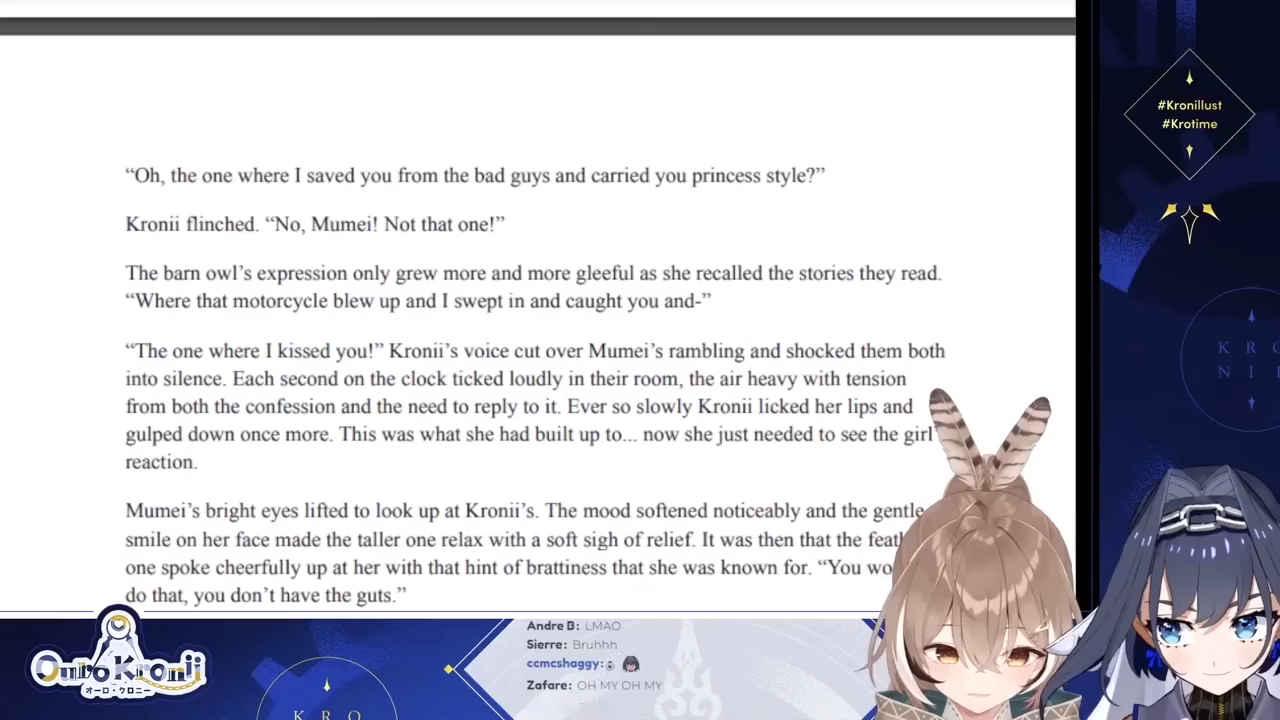 #Kronillust
#Krotime
“Oh, the one where I saved you from the bad guys and carried you princess style?”
Kronii flinched. “No, Mumei! Not that one!”
The barn owl’s expression only grew more and more gleeful as she recalled the stories they read.
“Where that motorcycle blew up and I swept in and caught you and-”
“The one where I kissed you!” Kronii’s voice cut over Mumei’s rambling and shocked them both
into silence. Each second on the clock ticked loudly in their room, the air heavy with tension
from both the confession and the need to reply to it. Ever so slowly Kronii licked her lips and
gulped down once more. This was what she had built up to... now she just needed to see the girl
reaction.
Mumei’s bright eyes lifted to look up at Kronii’s. The mood softened noticeably and the gentle
smile on her face made the taller one relax with a soft sigh of relief. It was then that the
one spoke cheerfully up at her with that hint of brattiness that she was known for. “You
do that, you don’t have the guts.”
K R O
N I I
Andre B: LMAO
Sierre: Bruhhh
ccmcshaggy:
Zafare: OH MY OH MY
Ouro Kronii
オーロ・クロニー
K R O